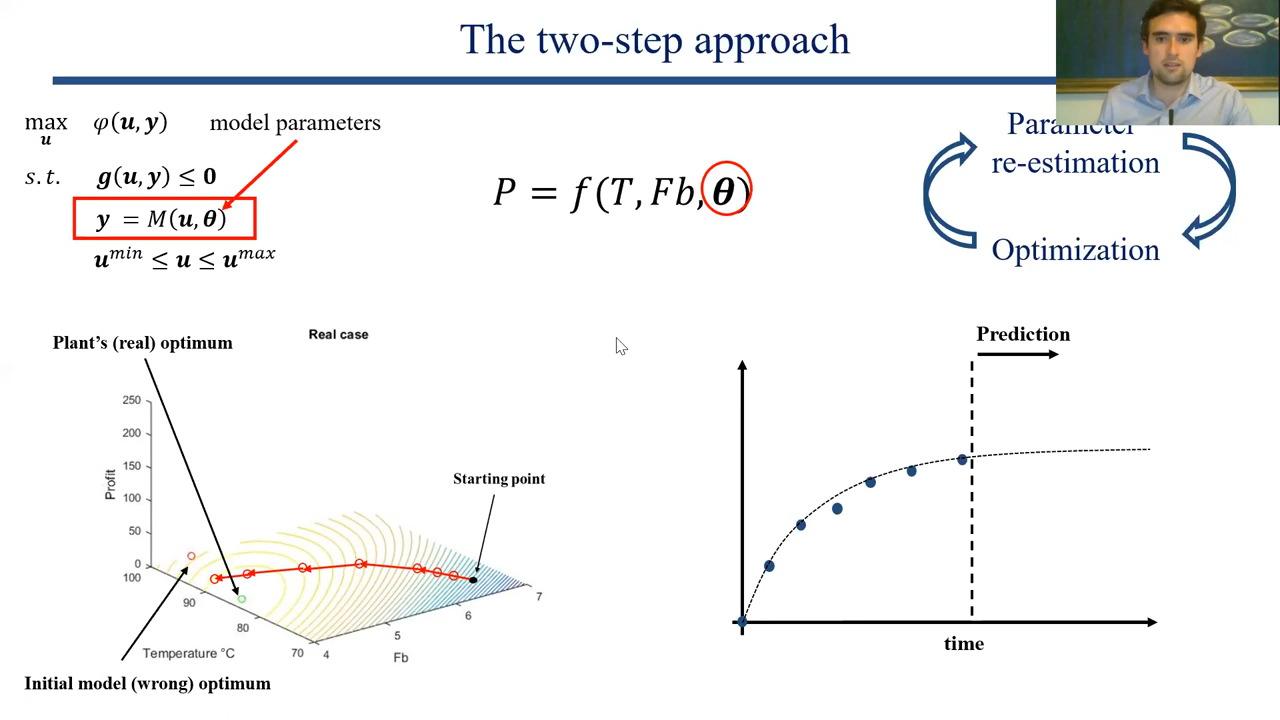 The two-step approach
max φ(u, y)
u
model parameters
s.t. g(u, y) ≤ 0
y = M(u, θ)
u^min ≤ u ≤ u^max
P = f(T, Fb, θ)
Parameter
re-estimation
Optimization
Plant's (real) optimum
Real case
Starting point
Initial model (wrong) optimum
Profit
250
200
150
100
50
0
100
90
80
70
Temperature °C
4
5
6
7
Fb
Prediction
time